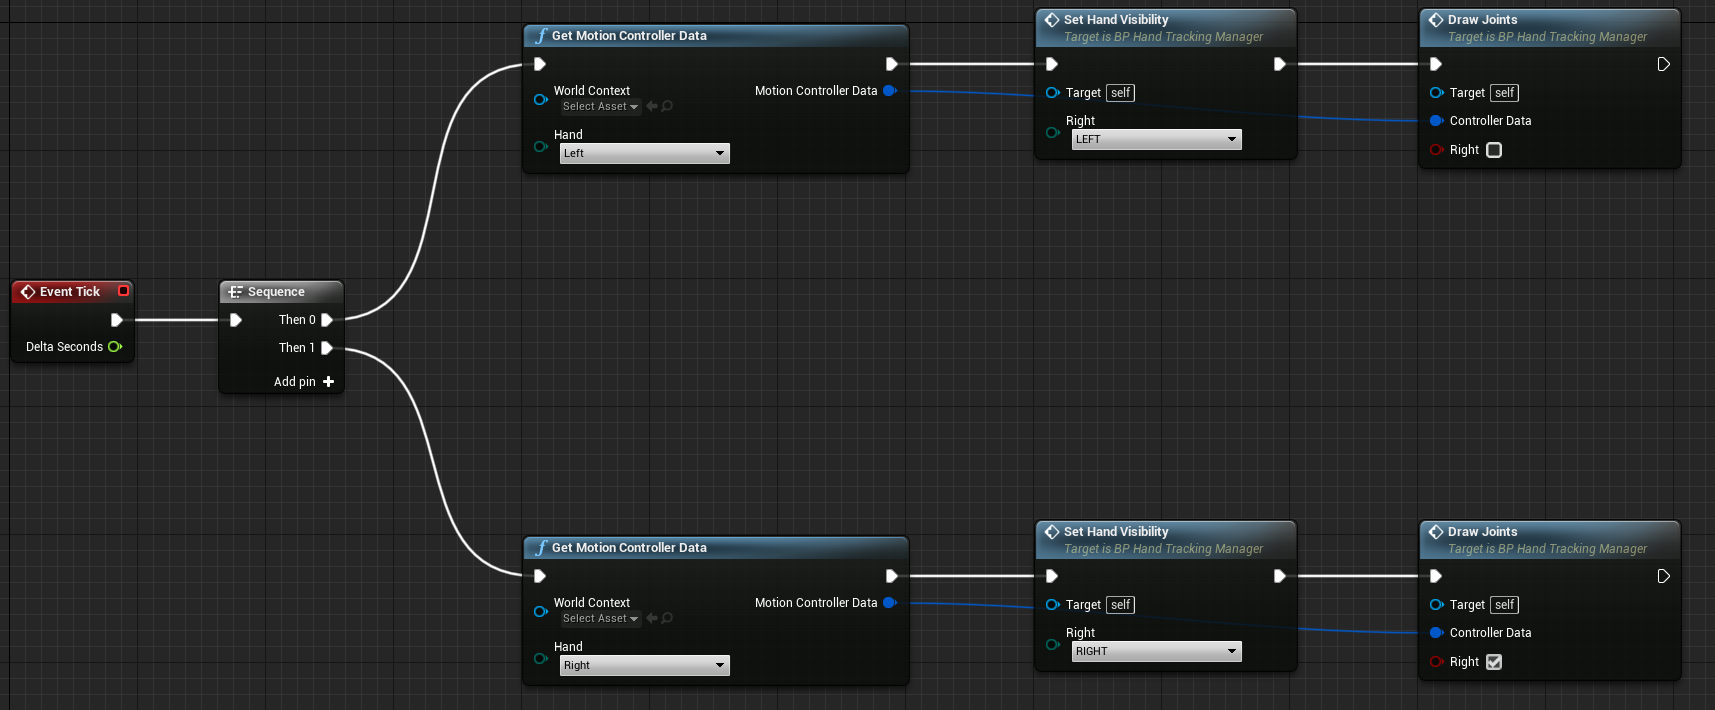 Event Tick
Delta Seconds
Sequence
Then 0
Then 1
Add pin
Get Motion Controller Data
World Context
Select Asset
Motion Controller Data
Hand
Left
Set Hand Visibility
Target is BP Hand Tracking Manager
Target self
Right
LEFT
Draw Joints
Target is BP Hand Tracking Manager
Target self
Controller Data
Right
Get Motion Controller Data
World Context
Select Asset
Motion Controller Data
Hand
Right
Set Hand Visibility
Target is BP Hand Tracking Manager
Target self
Right
RIGHT
Draw Joints
Target is BP Hand Tracking Manager
Target self
Controller Data
Right